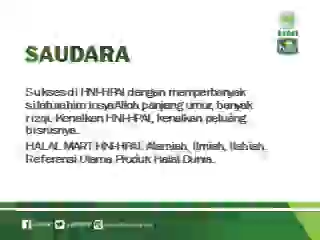 SAUDARA
Sukses di HNI-HPAI dengan memperbanyak
silaturahim insyaAllah panjang umur, banyak
rizqi. Kenalkan HNI-HPAI, kenalkan peluang
bisnisnya.
HALAL MART HNI-HPAI. Alamiah, Ilmiah, Ilahiah.
Referensi Utama Produk Halal Dunia.